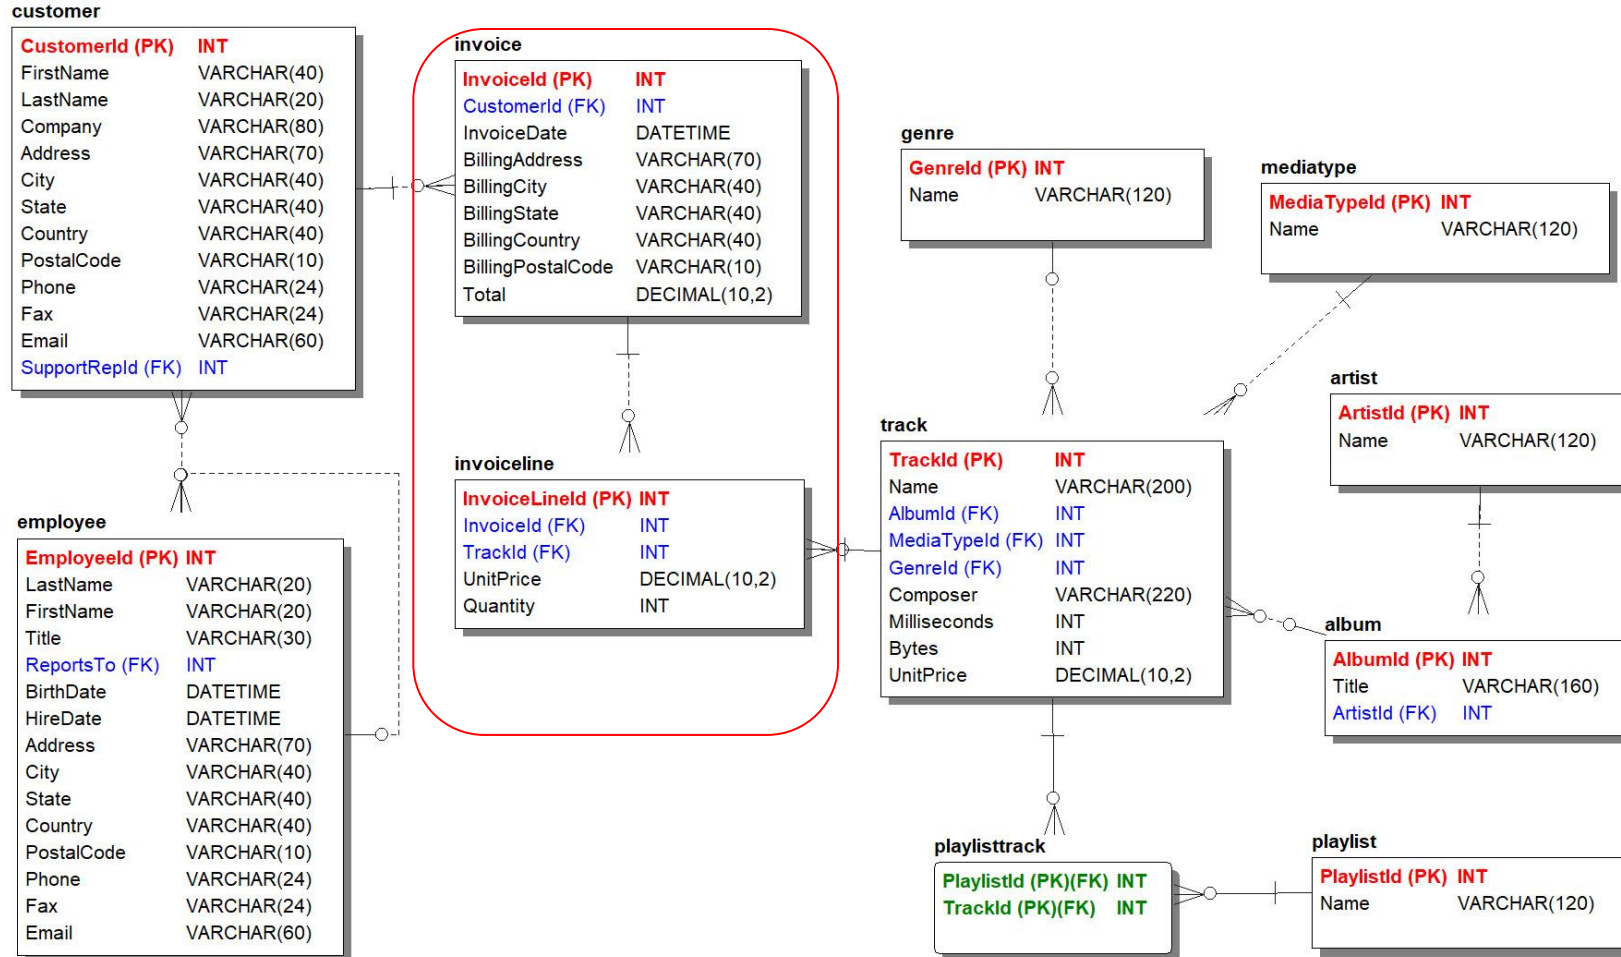 customer
CustomerId (PK) INT
FirstName VARCHAR(40)
LastName VARCHAR(20)
Company VARCHAR(80)
Address VARCHAR(70)
City VARCHAR(40)
State VARCHAR(40)
Country VARCHAR(40)
PostalCode VARCHAR(10)
Phone VARCHAR(24)
Fax VARCHAR(24)
Email VARCHAR(60)
SupportRepId (FK) INT
employee
EmployeeId (PK) INT
LastName VARCHAR(20)
FirstName VARCHAR(20)
Title VARCHAR(30)
ReportsTo (FK) INT
BirthDate DATETIME
HireDate DATETIME
Address VARCHAR(70)
City VARCHAR(40)
State VARCHAR(40)
Country VARCHAR(40)
PostalCode VARCHAR(10)
Phone VARCHAR(24)
Fax VARCHAR(24)
Email VARCHAR(60)
invoice
InvoiceId (PK) INT
CustomerId (FK) INT
InvoiceDate DATETIME
BillingAddress VARCHAR(70)
BillingCity VARCHAR(40)
BillingState VARCHAR(40)
BillingCountry VARCHAR(40)
BillingPostalCode VARCHAR(10)
Total DECIMAL(10,2)
invoiceline
InvoiceLineId (PK) INT
InvoiceId (FK) INT
TrackId (FK) INT
UnitPrice DECIMAL(10,2)
Quantity INT
genre
GenreId (PK) INT
Name VARCHAR(120)
mediatype
MediaTypeId (PK) INT
Name VARCHAR(120)
track
TrackId (PK) INT
Name VARCHAR(200)
AlbumId (FK) INT
MediaTypeId (FK) INT
GenreId (FK) INT
Composer VARCHAR(220)
Milliseconds INT
Bytes INT
UnitPrice DECIMAL(10,2)
artist
ArtistId (PK) INT
Name VARCHAR(120)
album
AlbumId (PK) INT
Title VARCHAR(160)
ArtistId (FK) INT
playlisttrack
PlaylistId (PK)(FK) INT
TrackId (PK)(FK) INT
playlist
PlaylistId (PK) INT
Name VARCHAR(120)